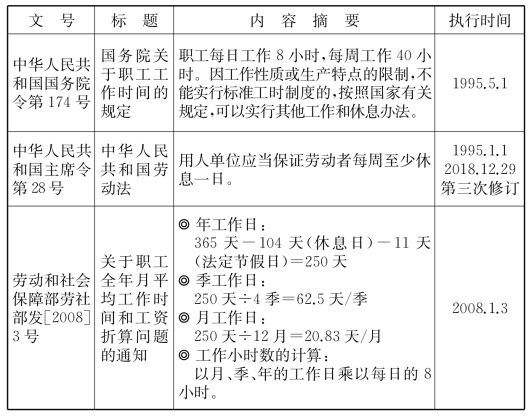 文 号 标 题 内 容 摘 要 执行时间
中华人民共
和国国务院
令第 174 号
国务院关
于职工工
作时间的
规定
职工每日工作 8 小时,每周工作 40 小
时。因工作性质或生产特点的限制,不
能实行标准工时制度的,按照国家有关
规定,可以实行其他工作和休息办法。
1995.5.1
中华人民共
和国主席令
第 28 号
中华人民
共和国劳
动法
用人单位应当保证劳动者每周至少休
息一日。
1995.1.1
2018.12.29
第三次修订
劳动和社会
保障部劳社
部发[2008]
3 号
关于职工
全年月平
均工作时
间和工资
折算问题
的通知
◎ 年工作日:
365 天-104 天(休息日)-11 天
(法定节假日)=250 天
◎ 季工作日:
250 天÷4 季=62.5 天/季
◎ 月工作日:
250 天÷12 月=20.83 天/月
◎ 工作小时数的计算:
以月、季、年的工作日乘以每日的 8
小时。
2008.1.3